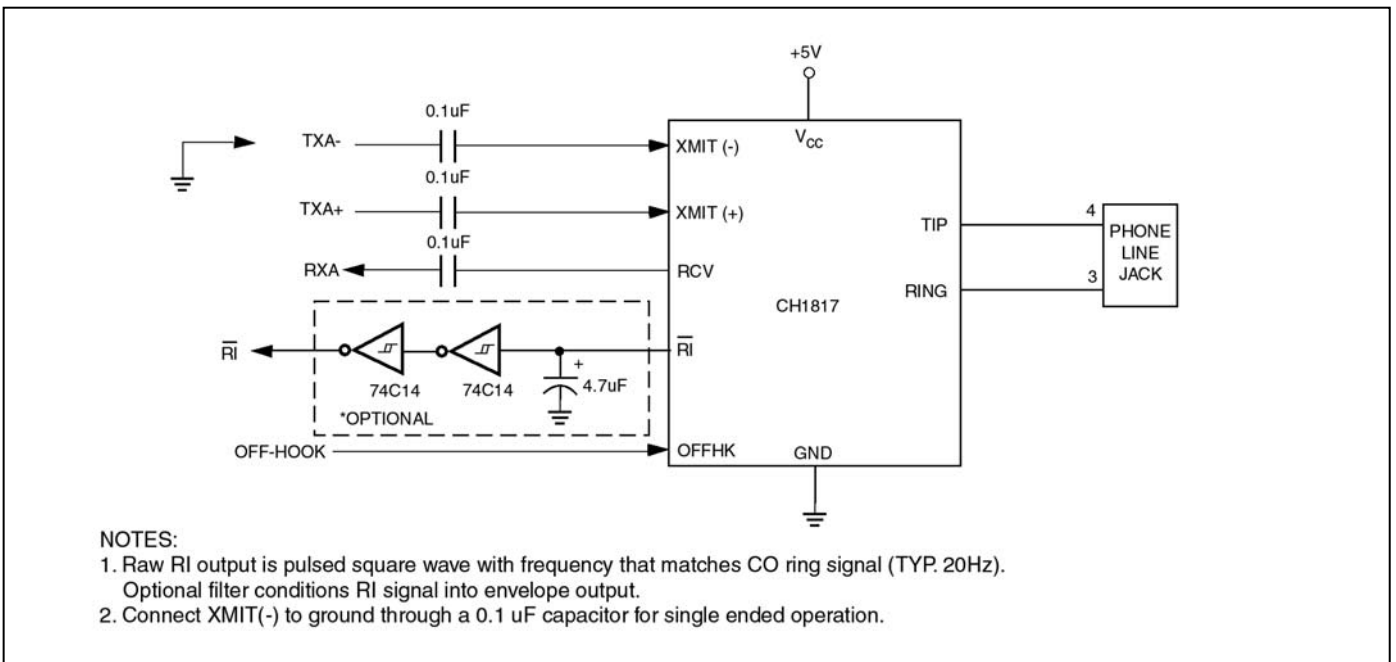 +5V
0.1uF
TXA-
XMIT (-)
VCC
0.1uF
TXA+
XMIT (+)
TIP
4
PHONE
LINE
JACK
0.1uF
RXA
RCV
RING
3
CH1817
R̅I̅
R̅I̅
+
4.7uF
74C14
74C14
*OPTIONAL
OFF-HOOK
OFFHK
GND
NOTES:
1. Raw RI output is pulsed square wave with frequency that matches CO ring signal (TYP. 20Hz).
Optional filter conditions RI signal into envelope output.
2. Connect XMIT(-) to ground through a 0.1 uF capacitor for single ended operation.